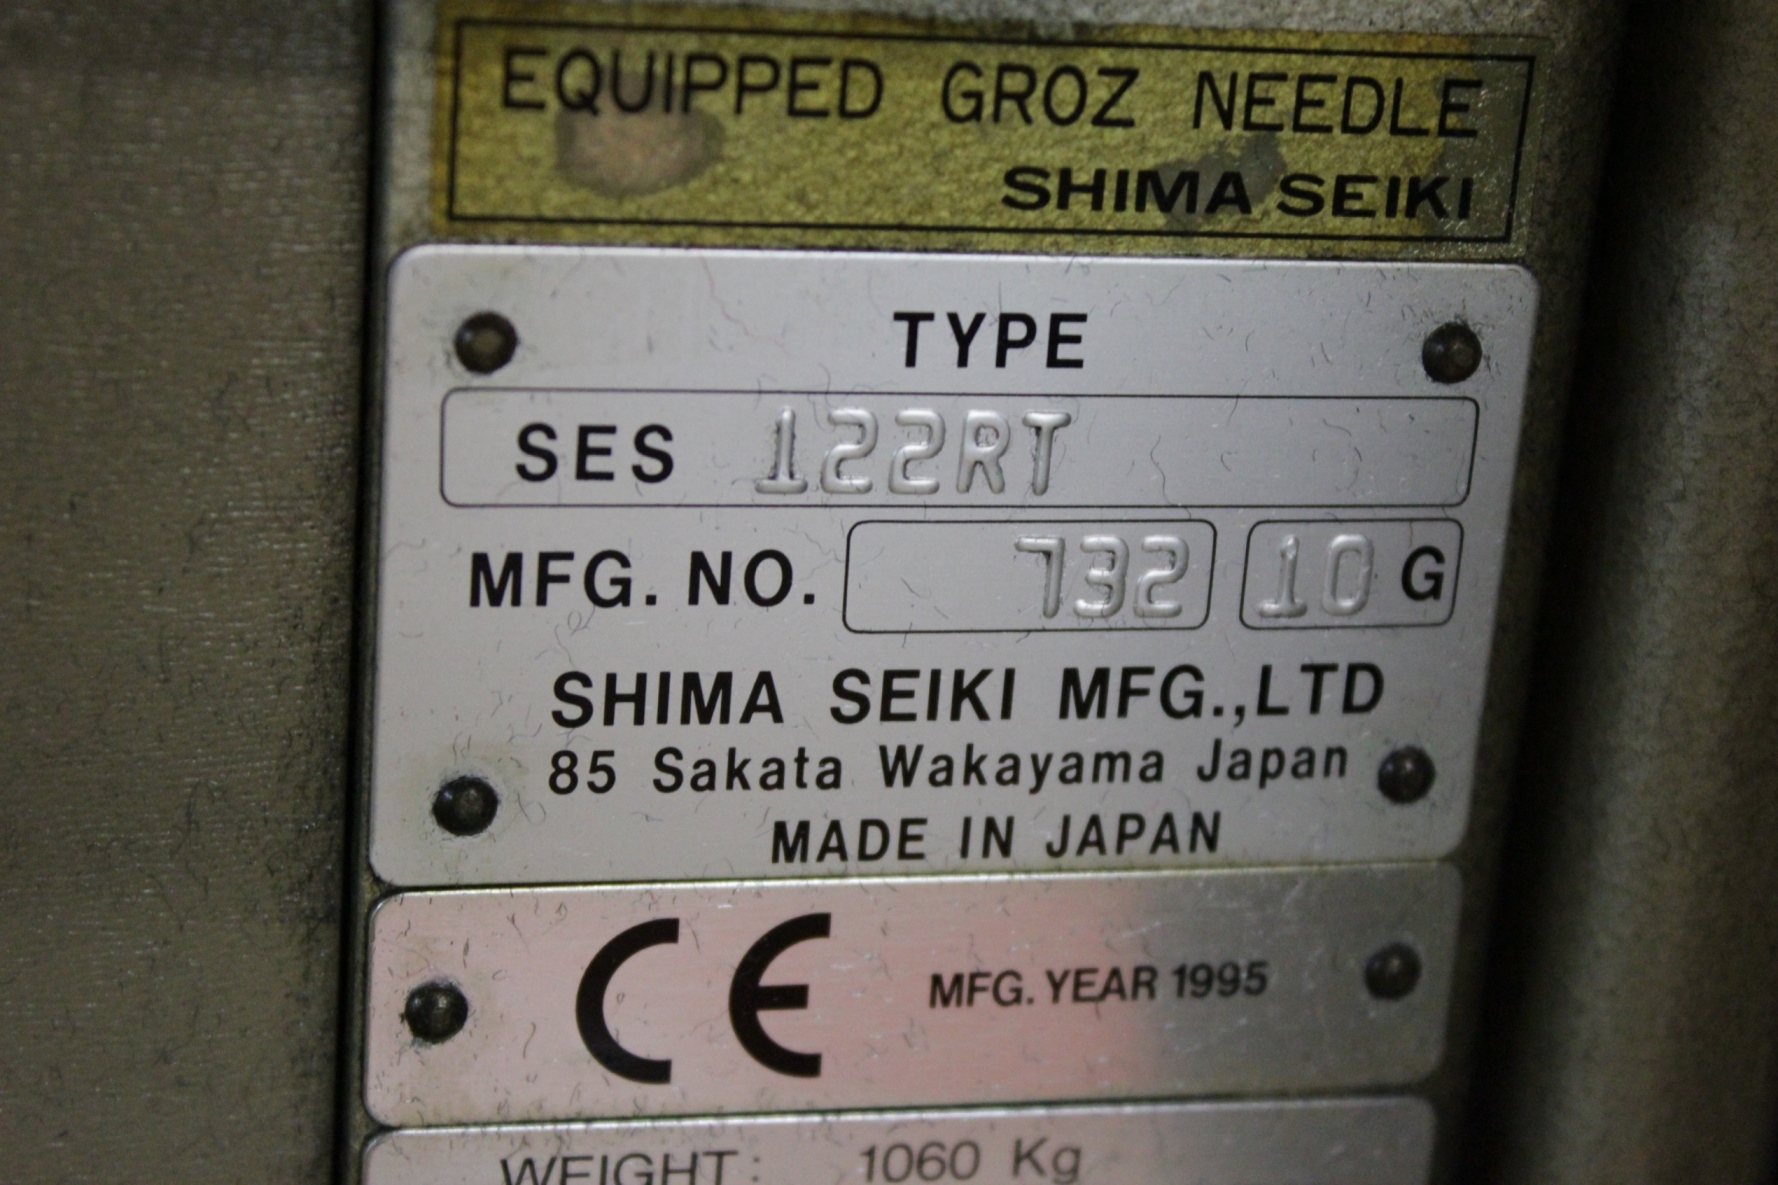 EQUIPPED GROZ NEEDLE
SHIMA SEIKI
TYPE
SES 122RT
MFG. NO. 732 10 G
SHIMA SEIKI MFG.,LTD
85 Sakata Wakayama Japan
MADE IN JAPAN
CE MFG. YEAR 1995
WEIGHT: 1060 Kg